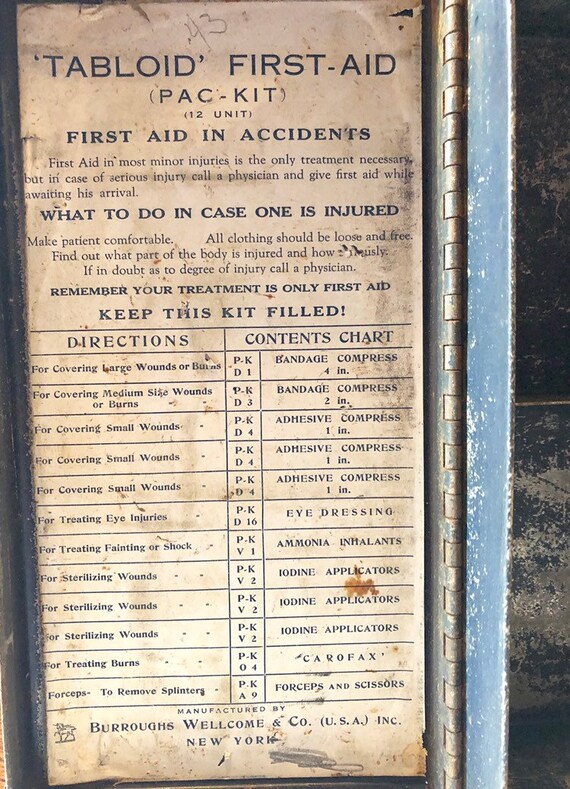 43
'TABLOID' FIRST-AID
(PAC-KIT)
(12 UNIT)
FIRST AID IN ACCIDENTS
First Aid in most minor injuries is the only treatment necessary,
but in case of serious injury call a physician and give first aid while
awaiting his arrival.
WHAT TO DO IN CASE ONE IS INJURED
Make patient comfortable. All clothing should be loose and free.
Find out what part of the body is injured and how
If in doubt as to degree of injury call a physician.
REMEMBER YOUR TREATMENT IS ONLY FIRST AID
KEEP THIS KIT FILLED!
DIRECTIONS CONTENTS CHART
For Covering Large Wounds or Burns P-K D 1 BANDAGE COMPRESS 4 in.
For Covering Medium Size Wounds or Burns P-K D 3 BANDAGE COMPRESS 2 in.
For Covering Small Wounds - P-K D 4 ADHESIVE COMPRESS 1 in.
For Covering Small Wounds - P-K D 4 ADHESIVE COMPRESS 1 in.
For Covering Small Wounds - P-K D 4 ADHESIVE COMPRESS 1 in.
For Treating Eye Injuries - P-K D 16 EYE DRESSING
For Treating Fainting or Shock - P-K V 1 AMMONIA INHALANTS
For Sterilizing Wounds - - P-K V 2 IODINE APPLICATORS
For Sterilizing Wounds - - P-K V 2 IODINE APPLICATORS
For Sterilizing Wounds - - P-K V 2 IODINE APPLICATORS
For Treating Burns - - P-K O 4 'CAROFAX'
Forceps- To Remove Splinters - P-K A 9 FORCEPS AND SCISSORS
MANUFACTURED BY
BURROUGHS WELLCOME & CO. (U.S.A.) INC.
NEW YORK